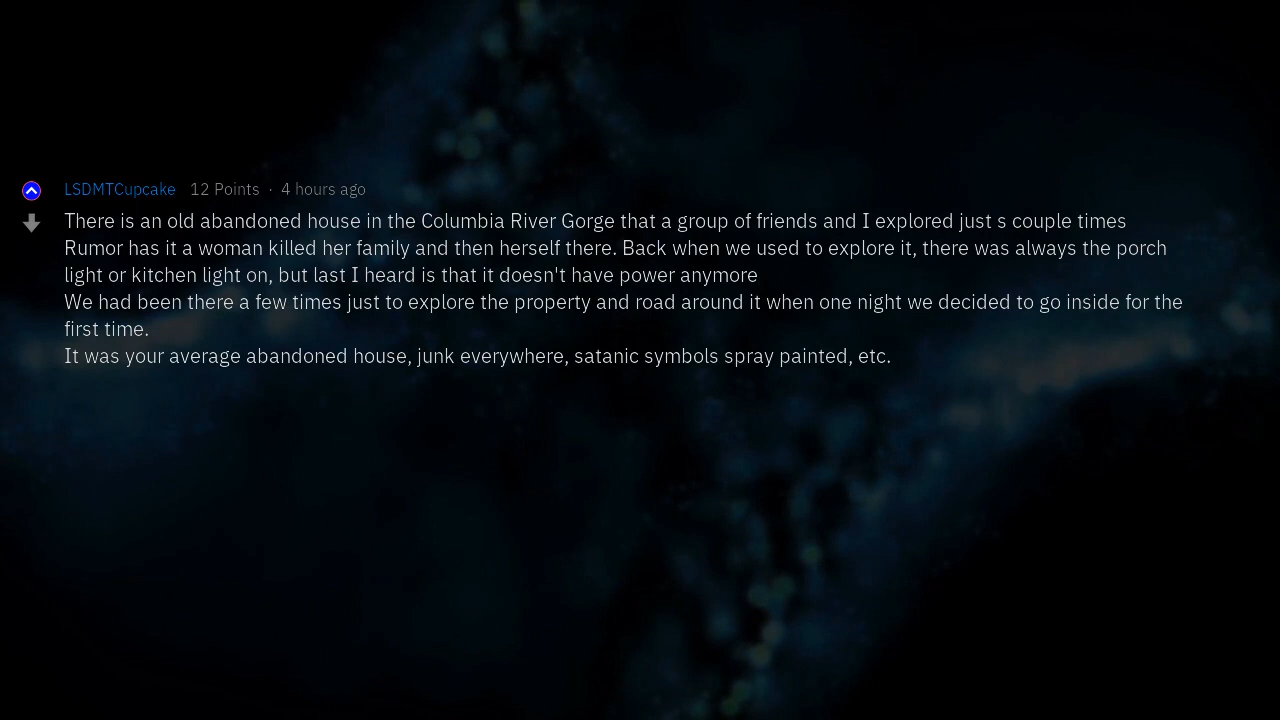 LSDMTCupcake 12 Points · 4 hours ago
There is an old abandoned house in the Columbia River Gorge that a group of friends and I explored just s couple times
Rumor has it a woman killed her family and then herself there. Back when we used to explore it, there was always the porch
light or kitchen light on, but last I heard is that it doesn't have power anymore
We had been there a few times just to explore the property and road around it when one night we decided to go inside for the
first time.
It was your average abandoned house, junk everywhere, satanic symbols spray painted, etc.